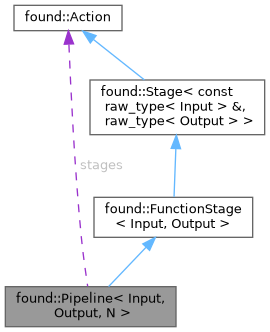 found::Action
found::Stage< const
raw_type< Input > &,
raw_type< Output > >
stages
found::FunctionStage
< Input, Output >
found::Pipeline< Input,
Output, N >